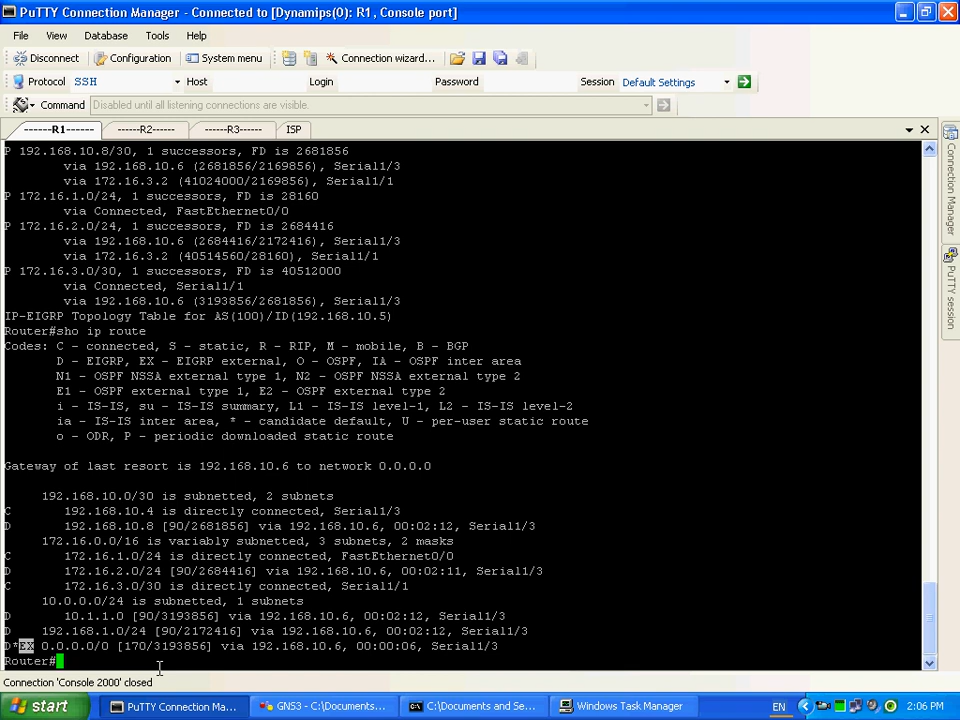 PuTTY Connection Manager - Connected to [Dynamips(0): R1, Console port]
File View Database Tools Help
Disconnect Configuration System menu Connection wizard...
Protocol SSH Host Login Password Session Default Settings
Command Disabled until all listening connections are visible.
------R1------ ------R2------ ------R3------ ISP
P 192.168.10.8/30, 1 successors, FD is 2681856
via 192.168.10.6 (2681856/2169856), Serial1/3
via 172.16.3.2 (41024000/2169856), Serial1/1
P 172.16.1.0/24, 1 successors, FD is 28160
via Connected, FastEthernet0/0
P 172.16.2.0/24, 1 successors, FD is 2684416
via 192.168.10.6 (2684416/2172416), Serial1/3
via 172.16.3.2 (40514560/28160), Serial1/1
P 172.16.3.0/30, 1 successors, FD is 40512000
via Connected, Serial1/1
via 192.168.10.6 (3193856/2681856), Serial1/3
IP-EIGRP Topology Table for AS(100)/ID(192.168.10.5)
Router#sho ip route
Codes: C - connected, S - static, R - RIP, M - mobile, B - BGP
D - EIGRP, EX - EIGRP external, O - OSPF, IA - OSPF inter area
N1 - OSPF NSSA external type 1, N2 - OSPF NSSA external type 2
E1 - OSPF external type 1, E2 - OSPF external type 2
i - IS-IS, su - IS-IS summary, L1 - IS-IS level-1, L2 - IS-IS level-2
ia - IS-IS inter area, * - candidate default, U - per-user static route
o - ODR, P - periodic downloaded static route
Gateway of last resort is 192.168.10.6 to network 0.0.0.0
192.168.10.0/30 is subnetted, 2 subnets
C 192.168.10.4 is directly connected, Serial1/3
D 192.168.10.8 [90/2681856] via 192.168.10.6, 00:02:12, Serial1/3
172.16.0.0/16 is variably subnetted, 3 subnets, 2 masks
C 172.16.1.0/24 is directly connected, FastEthernet0/0
D 172.16.2.0/24 [90/2684416] via 192.168.10.6, 00:02:11, Serial1/3
C 172.16.3.0/30 is directly connected, Serial1/1
10.0.0.0/24 is subnetted, 1 subnets
D 10.1.1.0 [90/3193856] via 192.168.10.6, 00:02:12, Serial1/3
D 192.168.1.0/24 [90/2172416] via 192.168.10.6, 00:02:12, Serial1/3
D*EX 0.0.0.0/0 [170/3193856] via 192.168.10.6, 00:00:06, Serial1/3
Router#
Connection Manager
PuTTY session
Connection 'Console 2000' closed
start PuTTY Connection Ma... GNS3 - C:\Documents... C:\Documents and Se... Windows Task Manager EN 2:06 PM